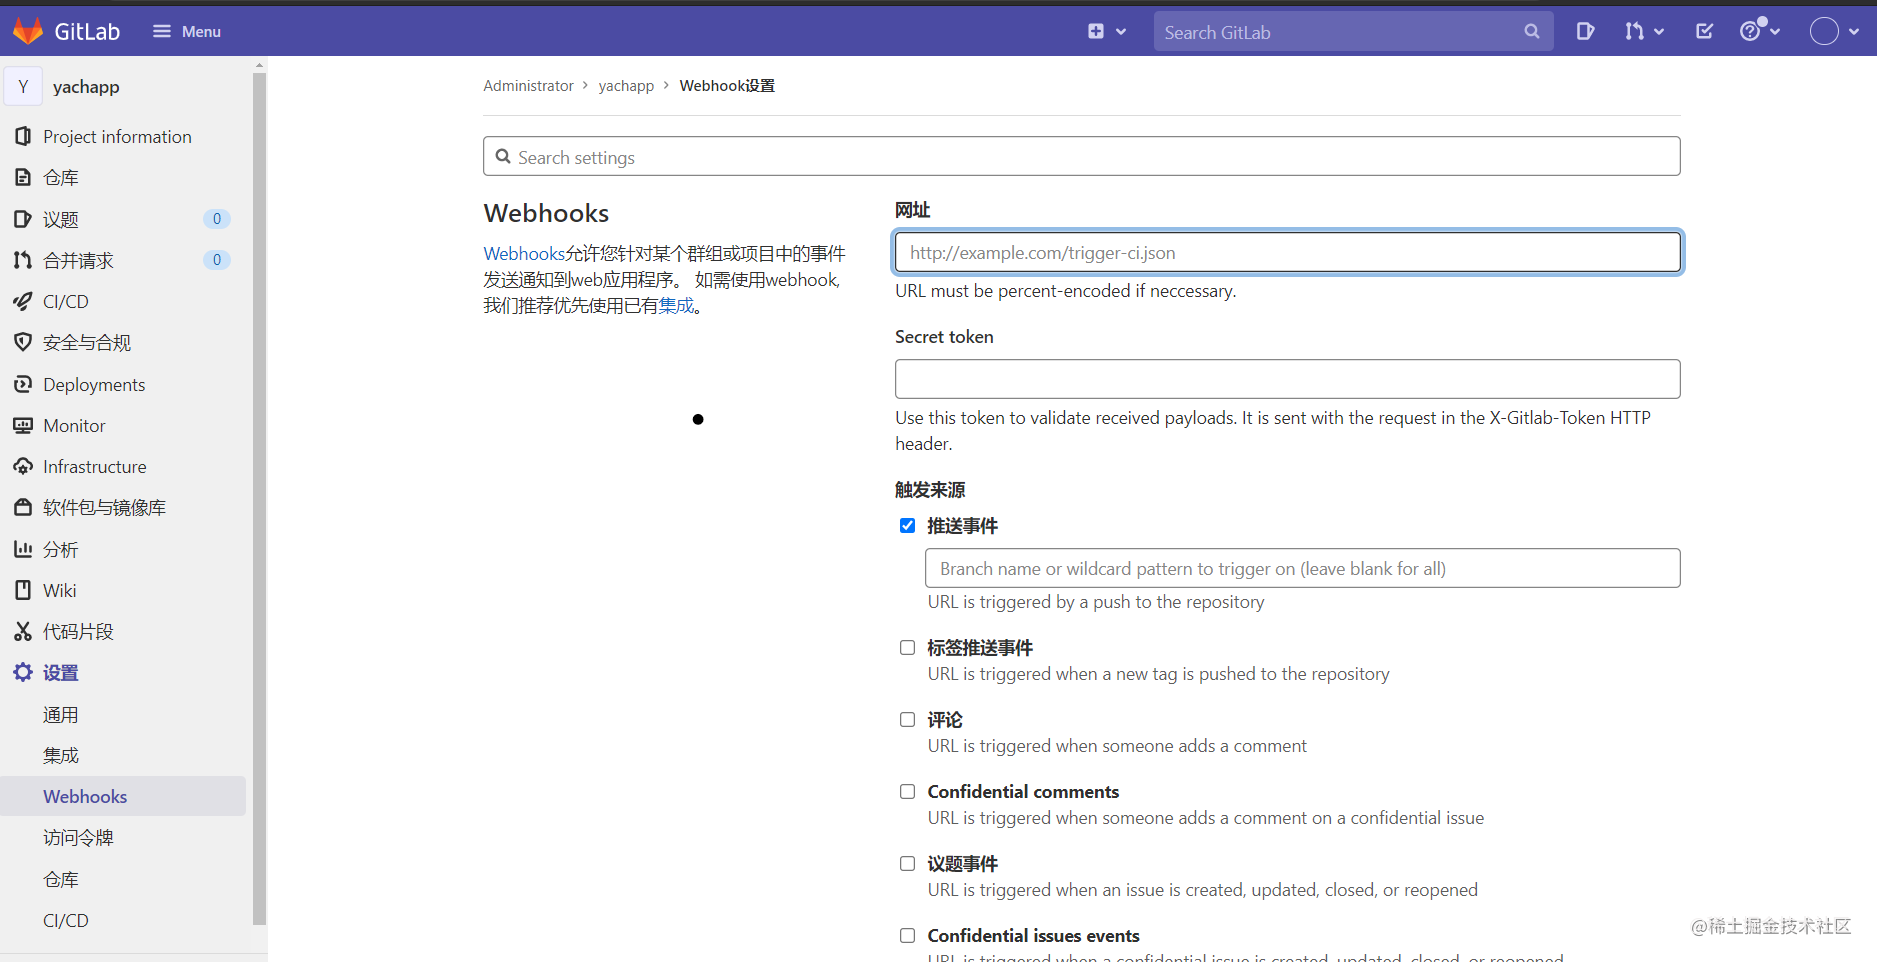 GitLab
Menu
Search GitLab
Y
yachapp
Project information
仓库
议题 0
合并请求 0
CI/CD
安全与合规
Deployments
Monitor
Infrastructure
软件包与镜像库
分析
Wiki
代码片段
设置
通用
集成
Webhooks
访问令牌
仓库
CI/CD
Administrator > yachapp > Webhook设置
Search settings
Webhooks
Webhooks允许您针对某个群组或项目中的事件
发送通知到web应用程序。 如需使用webhook,
我们推荐优先使用已有集成。
网址
http://example.com/trigger-ci.json
URL must be percent-encoded if neccessary.
Secret token
Use this token to validate received payloads. It is sent with the request in the X-Gitlab-Token HTTP
header.
触发来源
推送事件
Branch name or wildcard pattern to trigger on (leave blank for all)
URL is triggered by a push to the repository
标签推送事件
URL is triggered when a new tag is pushed to the repository
评论
URL is triggered when someone adds a comment
Confidential comments
URL is triggered when someone adds a comment on a confidential issue
议题事件
URL is triggered when an issue is created, updated, closed, or reopened
Confidential issues events
URL is triggered when a confidential issue is created, updated, closed, or reopened
@稀土掘金技术社区